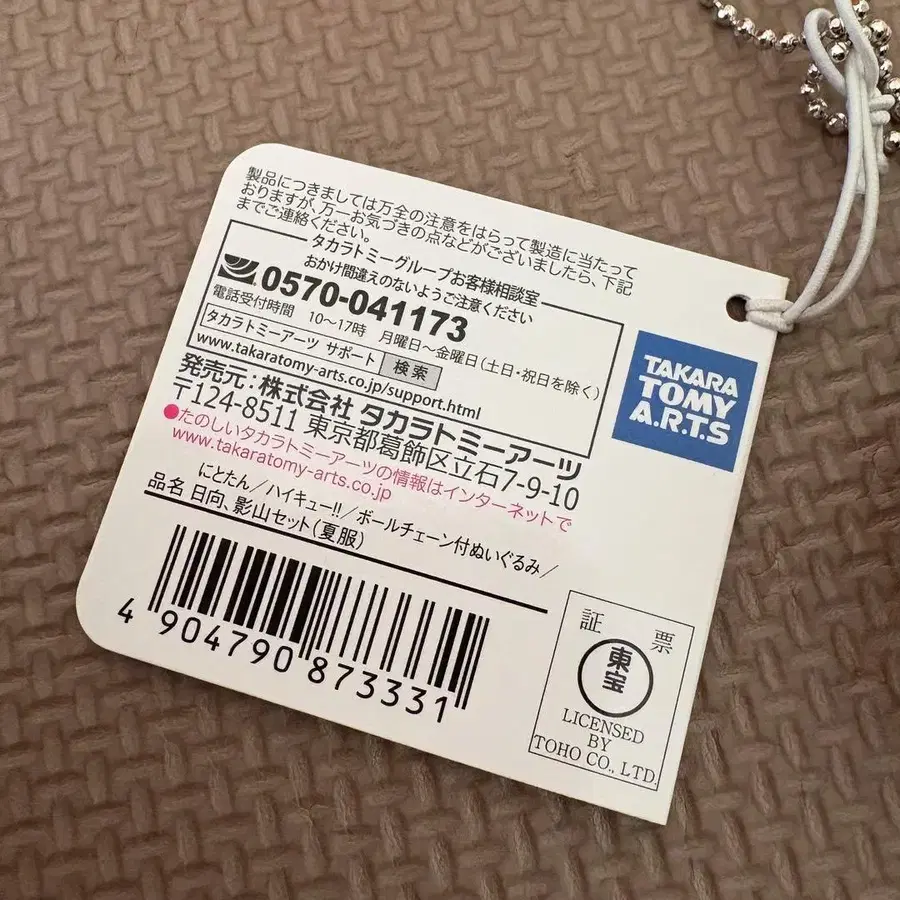 製品につきましては万全の注意をはらって製造に当たって
おりますが、万一お気づきの点などがございましたら、下記
までご連絡ください。
タカラトミーグループお客様相談室
おかけ間違えのないようご注意ください
0570-041173
電話受付時間 10～17時 月曜日～金曜日(土日・祝日を除く)
タカラトミーアーツ サポート 検索
www.takaratomy-arts.co.jp/support.html
発売元:株式会社 タカラトミーアーツ
〒124-8511 東京都葛飾区立石7-9-10
●たのしいタカラトミーアーツの情報はインターネットで
www.takaratomy-arts.co.jp
にとたん/ハイキュー!!/ボールチェーン付ぬいぐるみ/
品名 日向、影山セット(夏服)
4 904790 873331
TAKARA
TOMY
A.R.T.S
証 票
東宝
LICENSED
BY
TOHO CO., LTD.